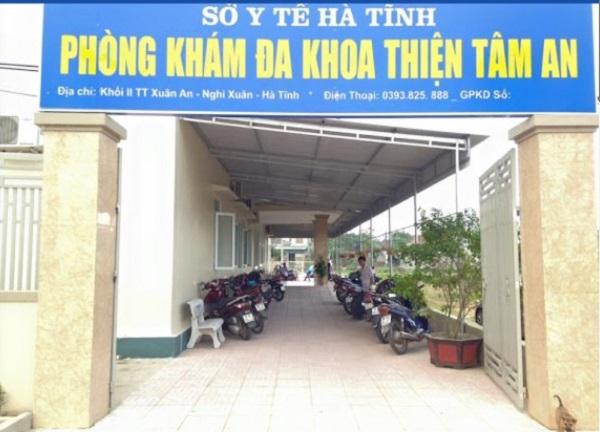 SỞ Y TẾ HÀ TĨNH
PHÒNG KHÁM ĐA KHOA THIỆN TÂM AN
Địa chỉ: Khối II TT Xuân An - Nghi Xuân - Hà Tĩnh * Điện Thoại: 0393.825. 888 _ GPKD Số: